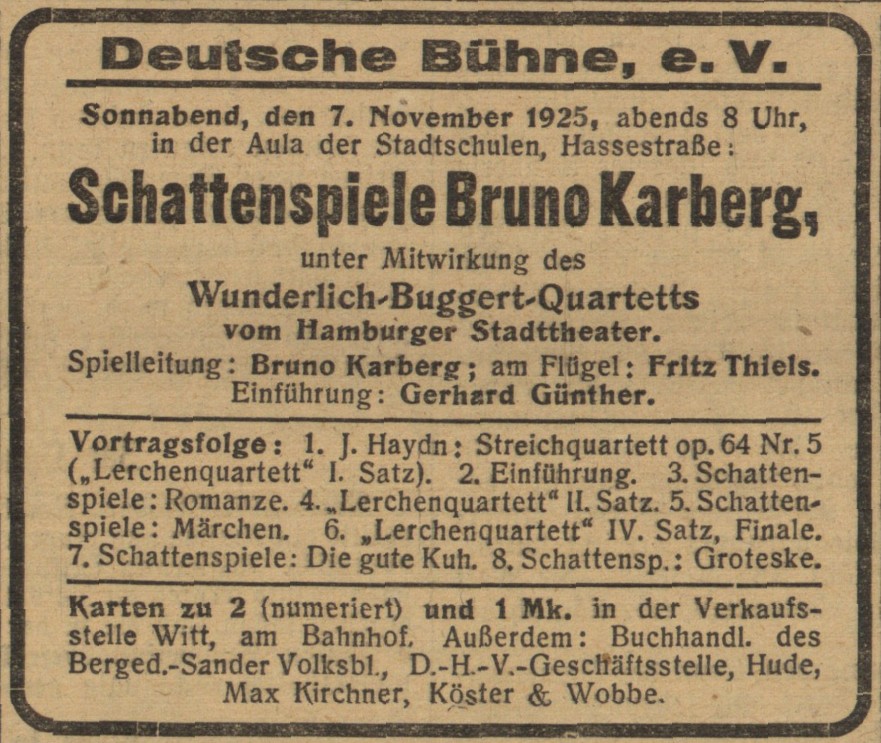 Deutsche Bühne, e. V.
Sonnabend, den 7. November 1925, abends 8 Uhr,
in der Aula der Stadtschulen, Hassestraße:
Schattenspiele Bruno Karberg,
unter Mitwirkung des
Wunderlich-Buggert-Quartetts
vom Hamburger Stadttheater.
Spielleitung: Bruno Karberg; am Flügel: Fritz Thiels.
Einführung: Gerhard Günther.
Vortragsfolge: 1. J. Haydn: Streichquartett op. 64 Nr. 5
(„Lerchenquartett“ I. Satz). 2. Einführung. 3. Schatten-
spiele: Romanze. 4. „Lerchenquartett“ II. Satz. 5. Schatten-
spiele: Märchen. 6. „Lerchenquartett“ IV. Satz, Finale.
7. Schattenspiele: Die gute Kuh. 8. Schattensp.: Groteske.
Karten zu 2 (numeriert) und 1 Mk. in der Verkaufs-
stelle Witt, am Bahnhof. Außerdem: Buchhandl. des
Berged.-Sander Volksbl., D.-H.-V.-Geschäftsstelle, Hude,
Max Kirchner, Köster & Wobbe.